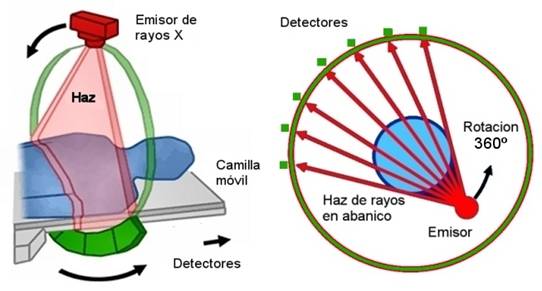 Emisor de
rayos X
Haz
Camilla
móvil
Detectores
Detectores
Rotacion
360º
Haz de rayos
en abanico
Emisor